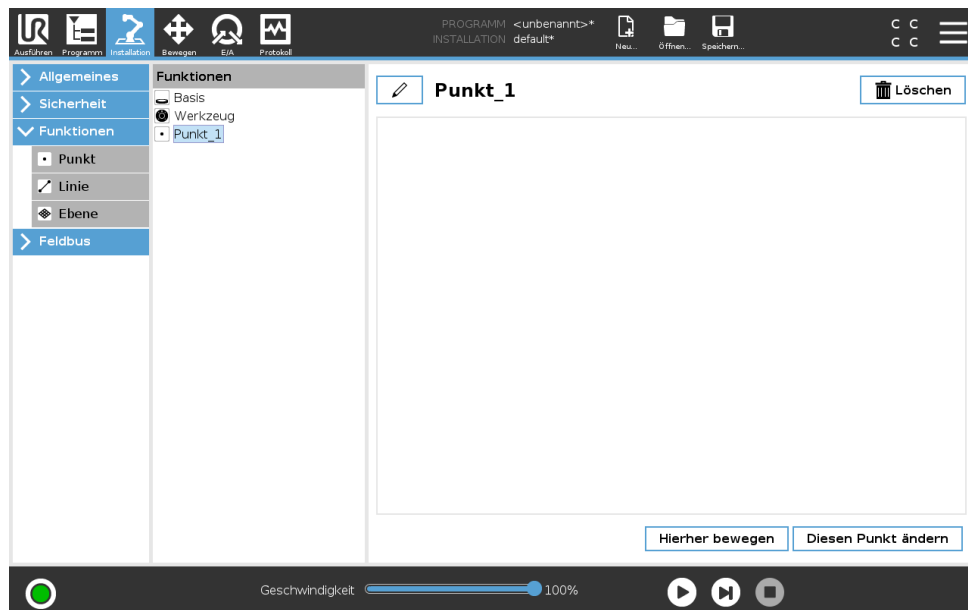 PROGRAMM <unbenannt>*
INSTALLATION default*
Ausführen Programm Installation Bewegen E/A Protokoll Neu... Öffnen... Speichern...
C C
C C
Allgemeines
Sicherheit
Funktionen
Punkt
Linie
Ebene
Feldbus
Funktionen
Basis
Werkzeug
Punkt_1
Punkt_1
Löschen
Hierher bewegen Diesen Punkt ändern
Geschwindigkeit 100%